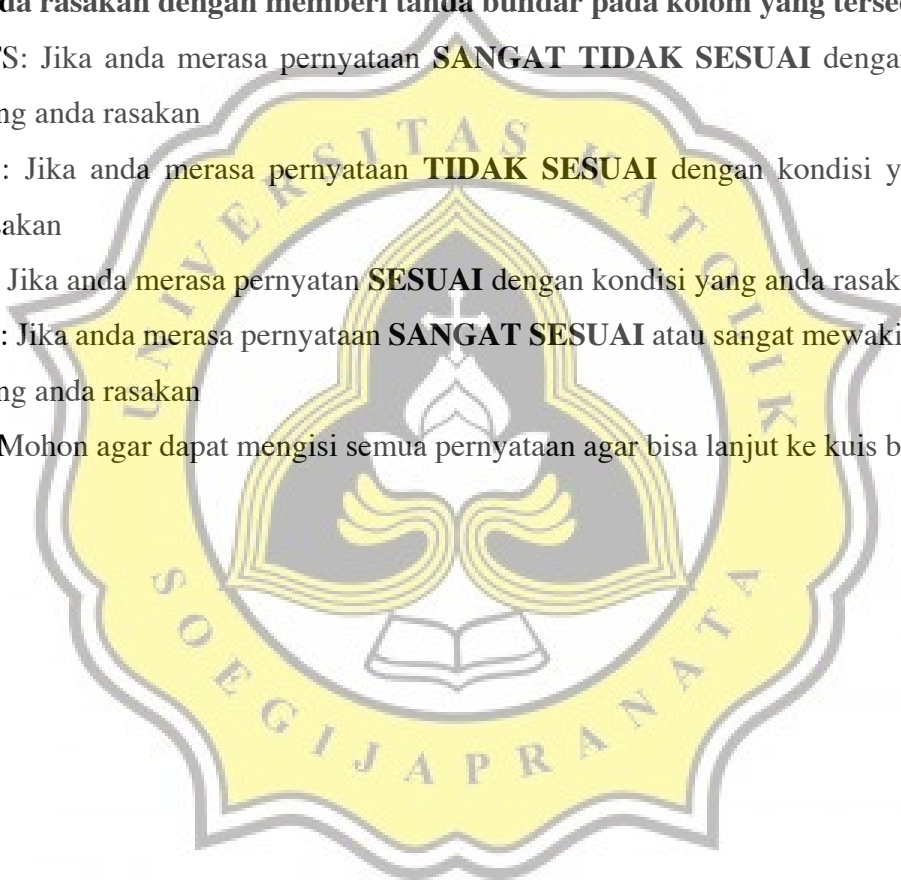 da rasakan dengan memberi tanda bundar pada kolom yang terse
S: Jika anda merasa pernyataan SANGAT TIDAK SESUAI denga
ng anda rasakan
: Jika anda merasa pernyataan TIDAK SESUAI dengan kondisi y
sakan
Jika anda merasa pernyatan SESUAI dengan kondisi yang anda rasak
: Jika anda merasa pernyataan SANGAT SESUAI atau sangat mewaki
ng anda rasakan
Mohon agar dapat mengisi semua pernyataan agar bisa lanjut ke kuis b
UNIVERSITAS KATOLIK
SOEGIJAPRANATA